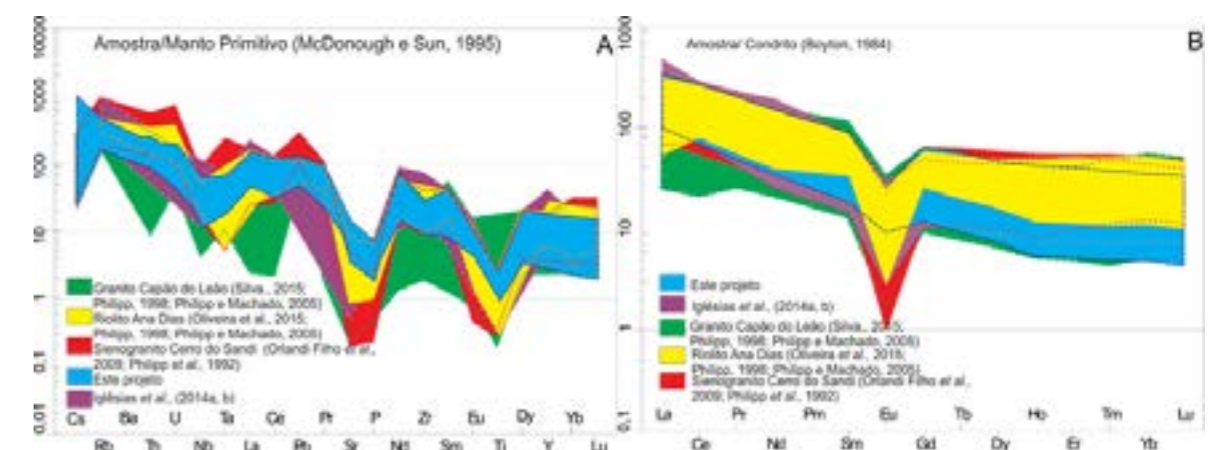 Amostra/Manto Primitivo (McDonough e Sun, 1995)
A
10000
1000
100
10
1
0,1
0,01
Granito Capão do Leão (Silva., 2015;
Philipp, 1998; Philipp e Machado, 2005)
Riolito Ana Dias (Oliveira et al., 2015;
Philipp, 1998; Philipp e Machado, 2005)
Sienogranito Cerro do Sandi (Orlandi Filho et al.,
2009; Philipp et al., 1992)
Este projeto
Iglésias et al., (2014a, b)
Cs Ba U Ta Ce Pr P Zr Eu Dy Yb
Rb Th Nb La Pb Sr Nd Sm Ti Y Lu
Amostra/ Condrito (Boyton, 1984)
B
1000
100
10
1
0,1
Este projeto
Iglésias et al., (2014a, b)
Granito Capão do Leão (Silva., 2015;
Philipp, 1998; Philipp e Machado, 2005)
Riolito Ana Dias (Oliveira et al., 2015;
Philipp, 1998; Philipp e Machado, 2005)
Sienogranito Cerro do Sandi (Orlandi Filho et al.,
2009; Philipp et al., 1992)
La Pr Pm Eu Tb Ho Tm Lu
Ce Nd Sm Gd Dy Er Yb